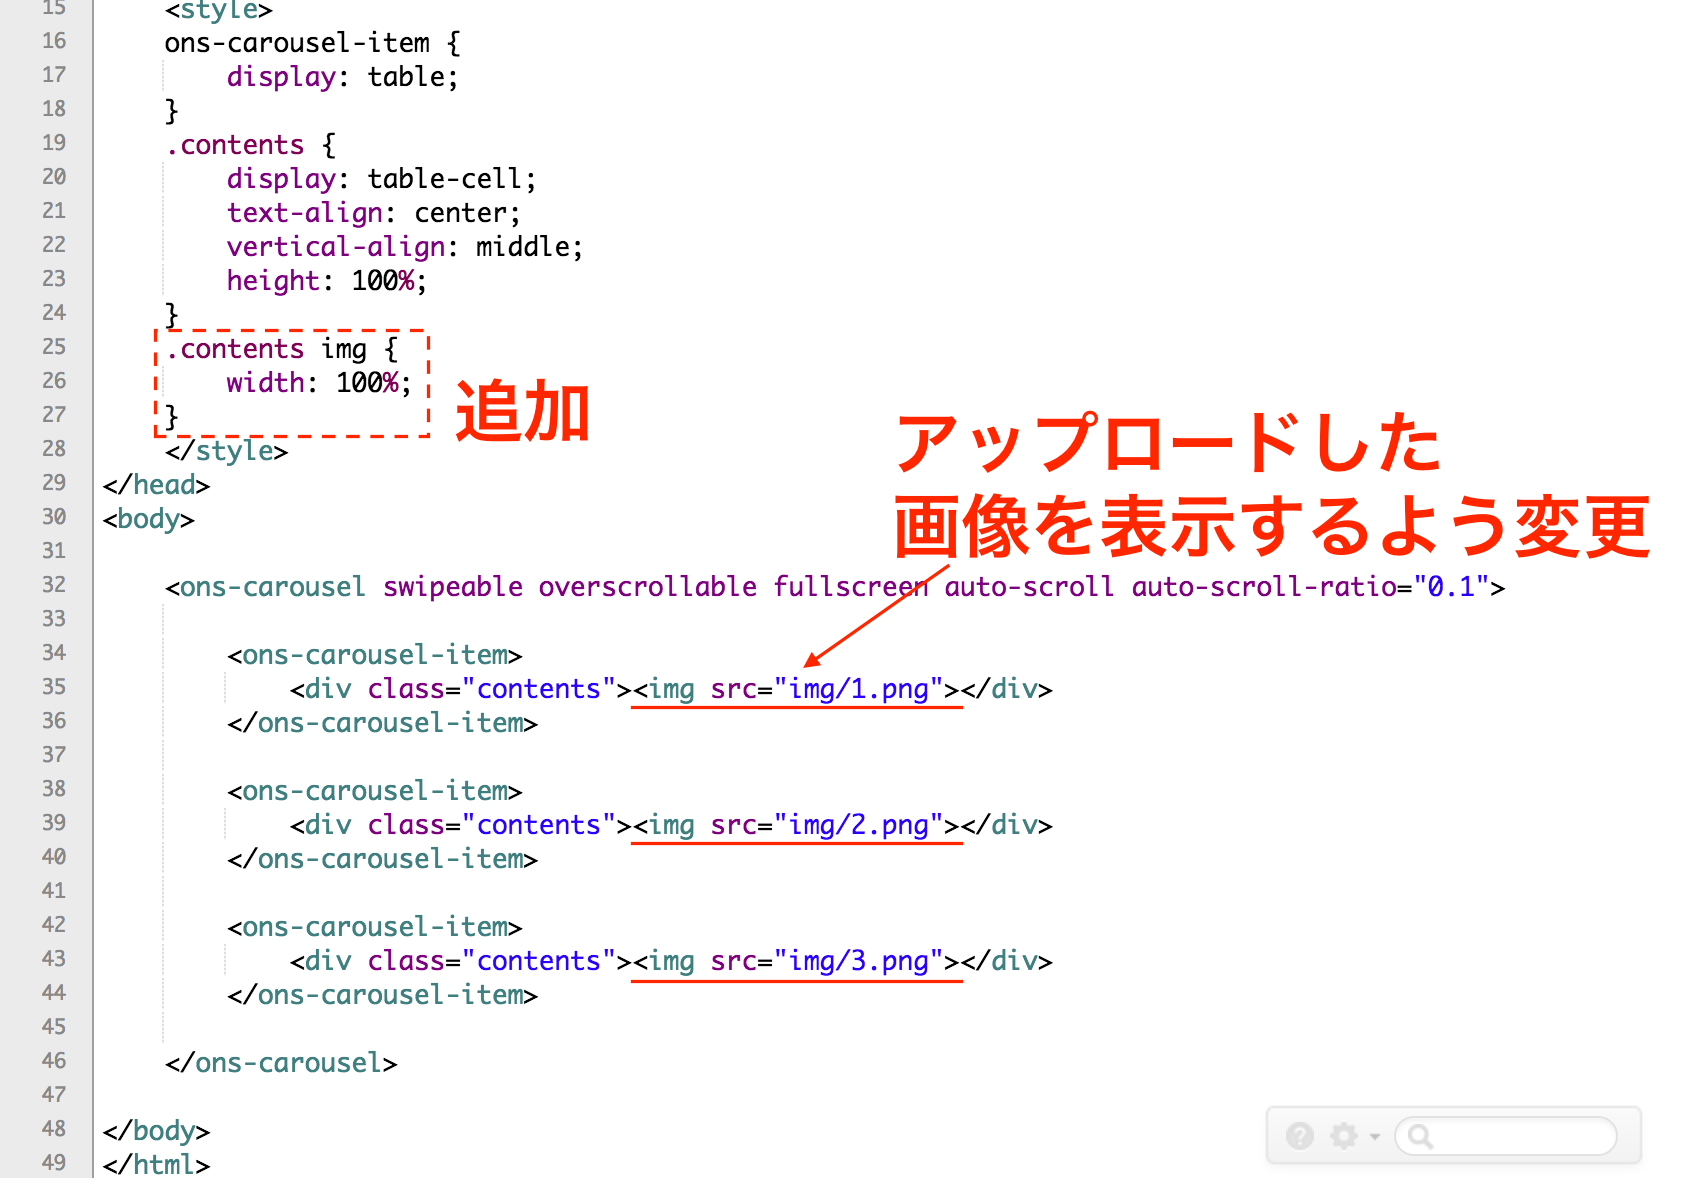 15 <style>
16 ons-carousel-item {
17 display: table;
18 }
19 .contents {
20 display: table-cell;
21 text-align: center;
22 vertical-align: middle;
23 height: 100%;
24 }
25 .contents img {
26 width: 100%;
27 }
追加
28 </style>
アップロードした
画像を表示するよう変更
29 </head>
30 <body>
31
32 <ons-carousel swipeable overscrollable fullscreen auto-scroll auto-scroll-ratio="0.1">
33
34 <ons-carousel-item>
35 <div class="contents"><img src="img/1.png"></div>
36 </ons-carousel-item>
37
38 <ons-carousel-item>
39 <div class="contents"><img src="img/2.png"></div>
40 </ons-carousel-item>
41
42 <ons-carousel-item>
43 <div class="contents"><img src="img/3.png"></div>
44 </ons-carousel-item>
45
46 </ons-carousel>
47
48 </body>
49 </html>